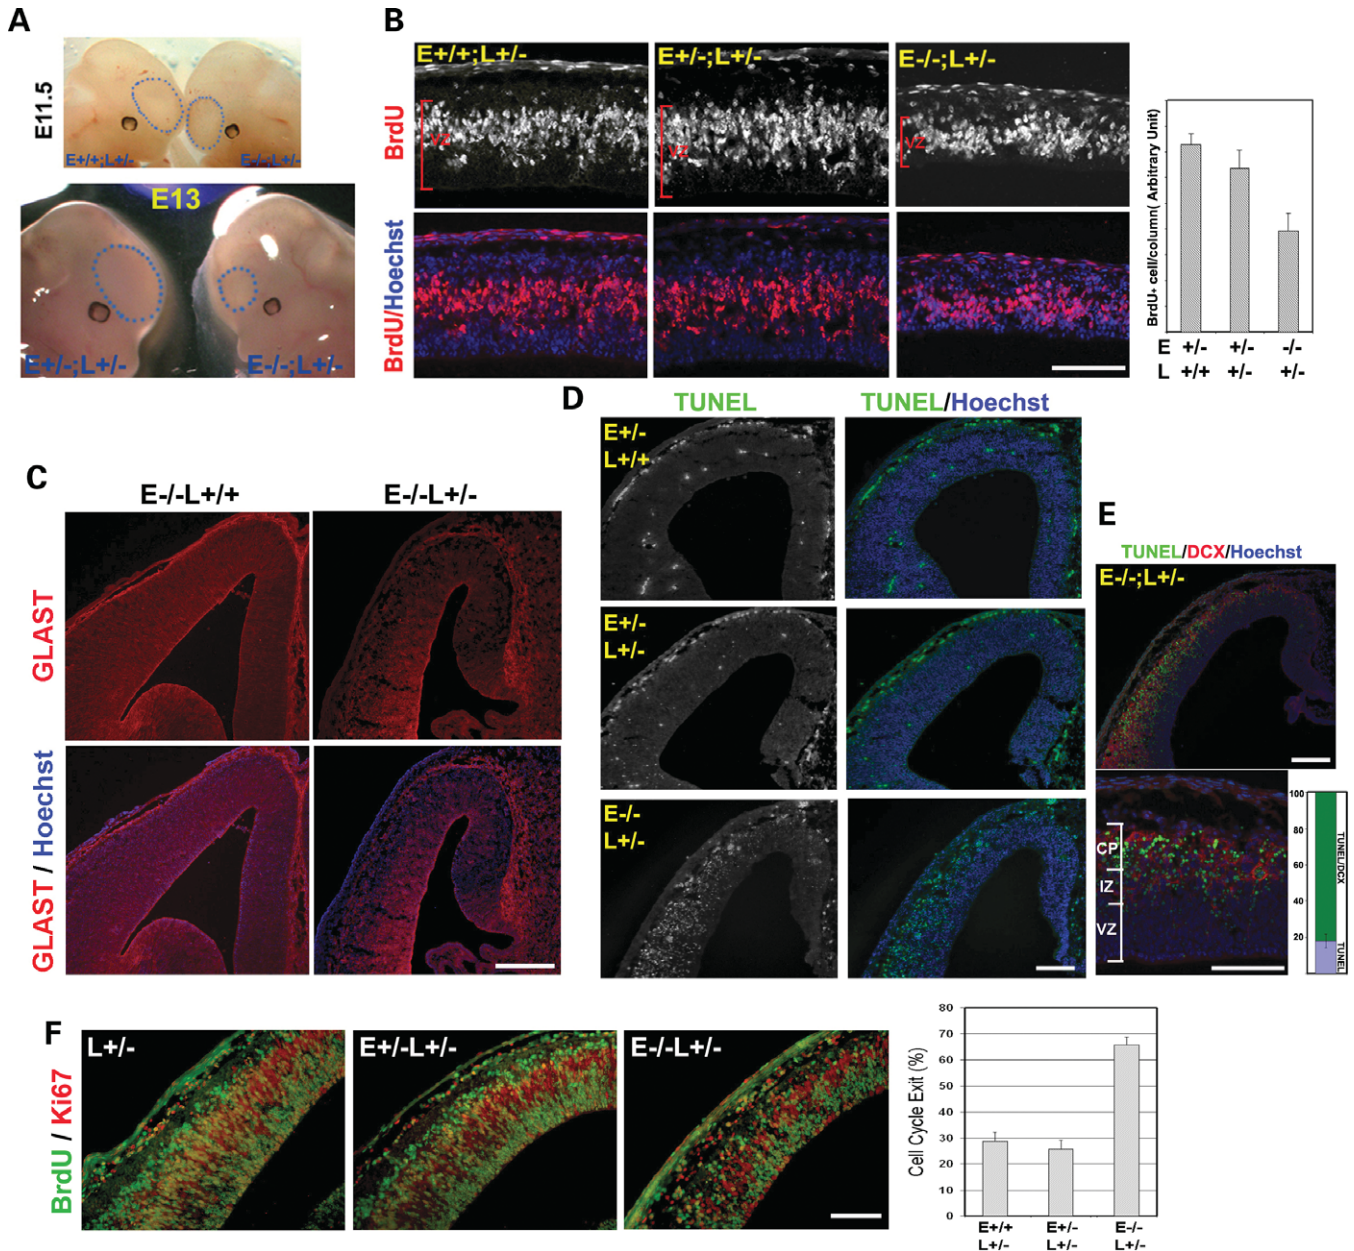 A
E11.5
E+/+;L+/-
E-/-;L+/-
E13
E+/-;L+/-
E-/-;L+/-
B
E+/+;L+/-
E+/-;L+/-
E-/-;L+/-
BrdU
VZ
VZ
VZ
BrdU/Hoechst
BrdU+ cell/column( Arbitrary Unit)
E +/- +/- -/-
L +/+ +/- +/-
C
E-/-L+/+
E-/-L+/-
GLAST
GLAST / Hoechst
D
TUNEL
TUNEL/Hoechst
E+/-
L+/+
E+/-
L+/-
E-/-
L+/-
E
TUNEL/DCX/Hoechst
E-/-;L+/-
CP
IZ
VZ
100
80
60
40
20
TUNEL/DCX
TUNEL
F
BrdU / Ki67
L+/-
E+/-L+/-
E-/-L+/-
Cell Cycle Exit (%)
80
70
60
50
40
30
20
10
0
E+/+ E+/- E-/-
L+/- L+/- L+/-